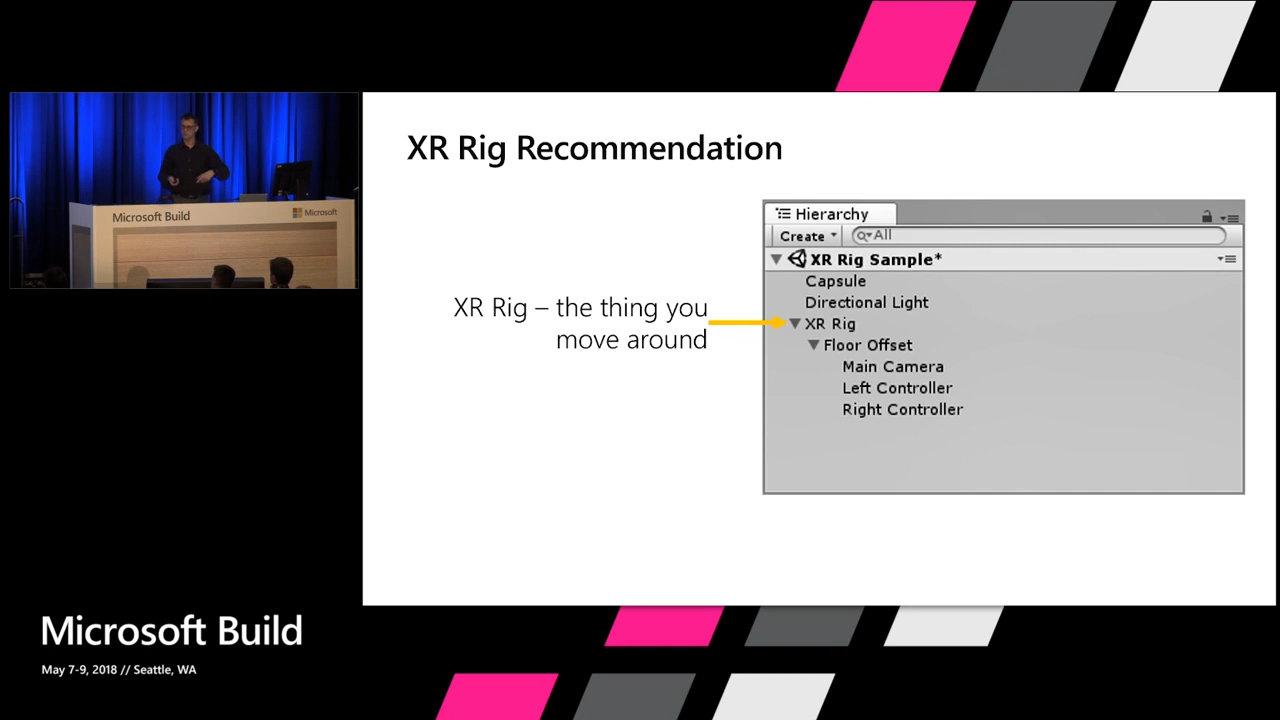 Microsoft Build
Microsoft
XR Rig Recommendation
XR Rig – the thing you
move around
Hierarchy
Create
All
XR Rig Sample*
Capsule
Directional Light
XR Rig
Floor Offset
Main Camera
Left Controller
Right Controller
Microsoft Build
May 7-9, 2018 // Seattle, WA